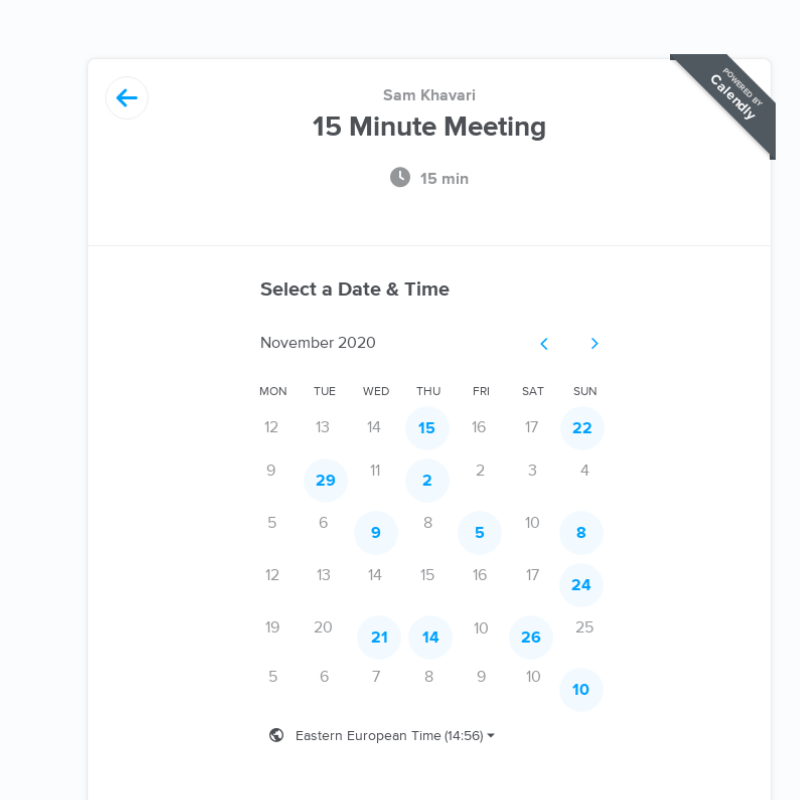 Sam Khavari
15 Minute Meeting
15 min
POWERED BY
Calendly
Select a Date & Time
November 2020
MON TUE WED THU FRI SAT SUN
12 13 14 15 16 17 22
9 29 11 2 2 3 4
5 6 9 8 5 10 8
12 13 14 15 16 17 24
19 20 21 14 10 26 25
5 6 7 8 9 10 10
Eastern European Time (14:56)